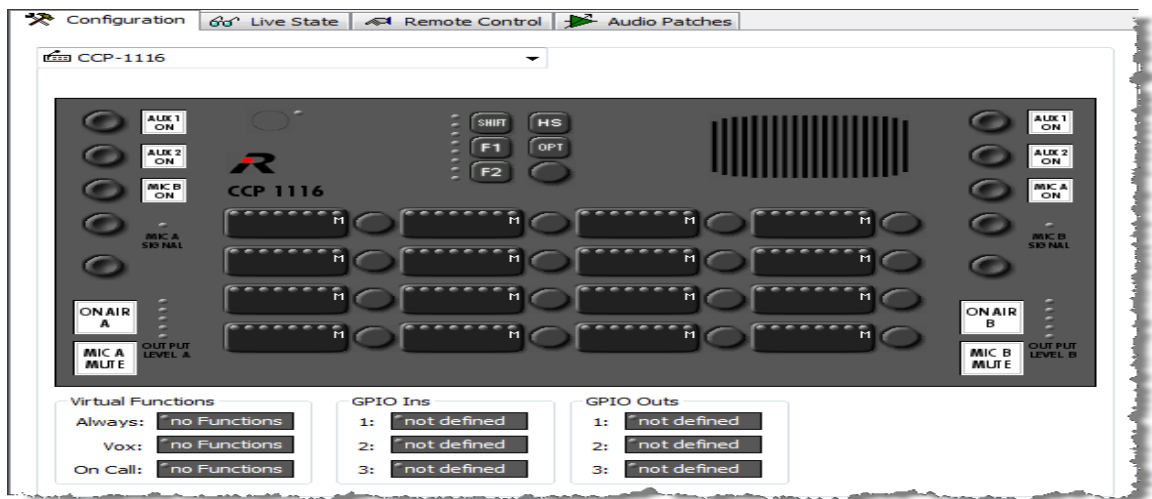 Configuration Live State Remote Control Audio Patches
CCP-1116
AUX 1 ON
AUX 2 ON
MIC B ON
MIC A SIGNAL
ON AIR A
MIC A MUTE
OUTPUT LEVEL A
CCP 1116
SHIFT HS
F1 OPT
F2
M M M M
M M M M
M M M M
M M M M
AUX 1 ON
AUX 2 ON
MIC A ON
MIC B SIGNAL
ON AIR B
MIC B MUTE
OUTPUT LEVEL B
Virtual Functions
Always: no Functions
Vox: no Functions
On Call: no Functions
GPIO Ins
1: not defined
2: not defined
3: not defined
GPIO Outs
1: not defined
2: not defined
3: not defined